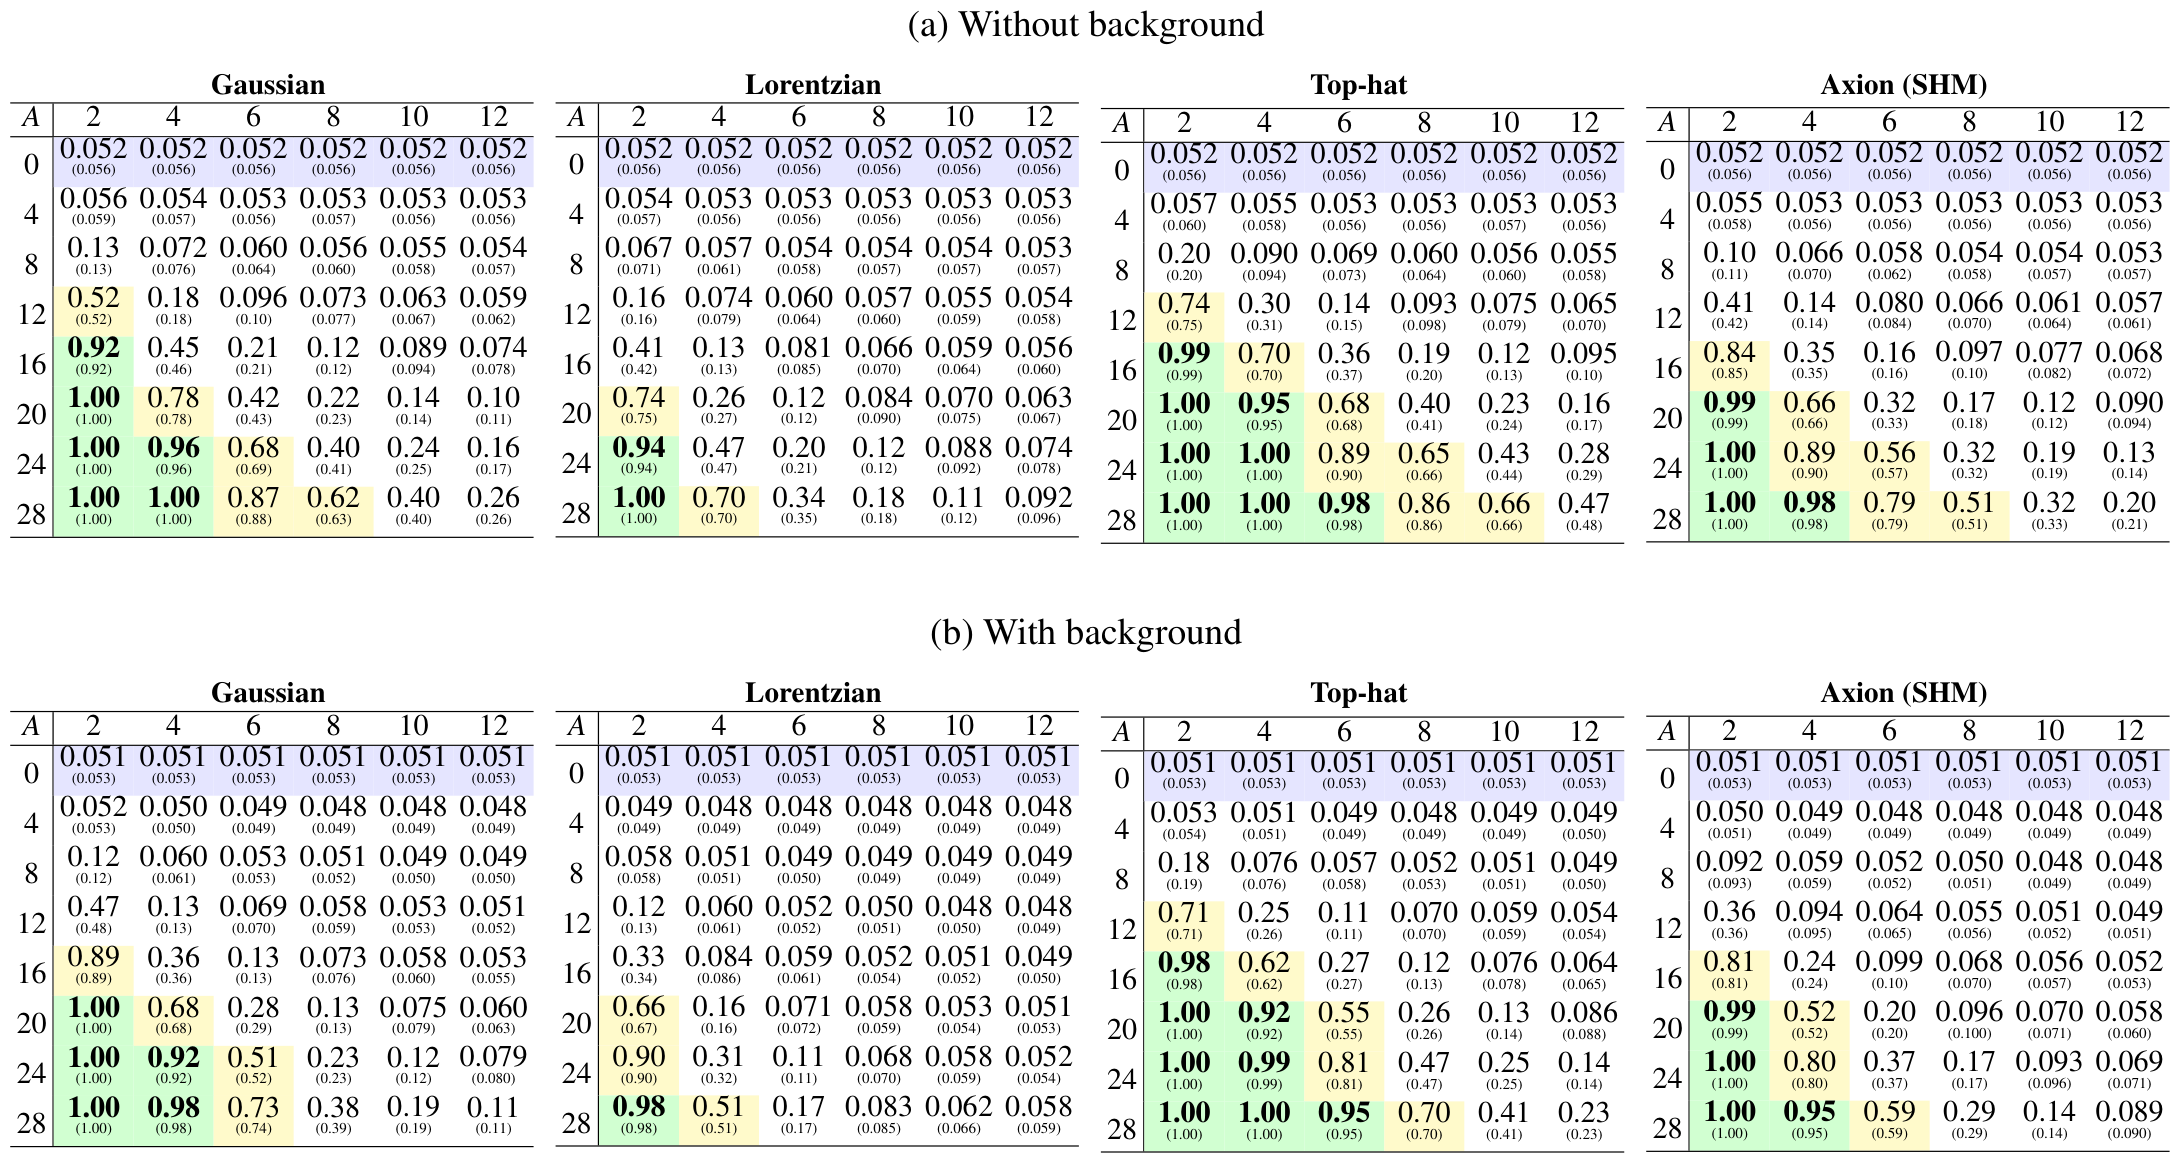 (a) Without background
Gaussian
A 2 4 6 8 10 12
0 0.052 0.052 0.052 0.052 0.052 0.052
(0.056) (0.056) (0.056) (0.056) (0.056) (0.056)
4 0.056 0.054 0.053 0.053 0.053 0.053
(0.059) (0.057) (0.056) (0.057) (0.056) (0.056)
8 0.13 0.072 0.060 0.056 0.055 0.054
(0.13) (0.076) (0.064) (0.060) (0.058) (0.057)
12 0.52 0.18 0.096 0.073 0.063 0.059
(0.52) (0.18) (0.10) (0.077) (0.067) (0.062)
16 0.92 0.45 0.21 0.12 0.089 0.074
(0.92) (0.46) (0.21) (0.12) (0.094) (0.078)
20 1.00 0.78 0.42 0.22 0.14 0.10
(1.00) (0.78) (0.43) (0.23) (0.14) (0.11)
24 1.00 0.96 0.68 0.40 0.24 0.16
(1.00) (0.96) (0.69) (0.41) (0.25) (0.17)
28 1.00 1.00 0.87 0.62 0.40 0.26
(1.00) (1.00) (0.88) (0.63) (0.40) (0.26)
Lorentzian
A 2 4 6 8 10 12
0 0.052 0.052 0.052 0.052 0.052 0.052
(0.056) (0.056) (0.056) (0.056) (0.056) (0.056)
4 0.054 0.053 0.053 0.053 0.053 0.053
(0.057) (0.056) (0.056) (0.056) (0.056) (0.056)
8 0.067 0.057 0.054 0.054 0.054 0.053
(0.071) (0.061) (0.058) (0.057) (0.057) (0.057)
12 0.16 0.074 0.060 0.057 0.055 0.054
(0.16) (0.079) (0.064) (0.060) (0.059) (0.058)
16 0.41 0.13 0.081 0.066 0.059 0.056
(0.42) (0.13) (0.085) (0.070) (0.064) (0.060)
20 0.74 0.26 0.12 0.084 0.070 0.063
(0.75) (0.27) (0.12) (0.090) (0.075) (0.067)
24 0.94 0.47 0.20 0.12 0.088 0.074
(0.94) (0.47) (0.21) (0.12) (0.092) (0.078)
28 1.00 0.70 0.34 0.18 0.11 0.092
(1.00) (0.70) (0.35) (0.18) (0.12) (0.096)
Top-hat
A 2 4 6 8 10 12
0 0.052 0.052 0.052 0.052 0.052 0.052
(0.056) (0.056) (0.056) (0.056) (0.056) (0.056)
4 0.057 0.055 0.053 0.053 0.053 0.053
(0.060) (0.058) (0.056) (0.056) (0.057) (0.056)
8 0.20 0.090 0.069 0.060 0.056 0.055
(0.20) (0.094) (0.073) (0.064) (0.060) (0.058)
12 0.74 0.30 0.14 0.093 0.075 0.065
(0.75) (0.31) (0.15) (0.098) (0.079) (0.070)
16 0.99 0.70 0.36 0.19 0.12 0.095
(0.99) (0.70) (0.37) (0.20) (0.13) (0.10)
20 1.00 0.95 0.68 0.40 0.23 0.16
(1.00) (0.95) (0.68) (0.41) (0.24) (0.17)
24 1.00 1.00 0.89 0.65 0.43 0.28
(1.00) (1.00) (0.90) (0.66) (0.44) (0.29)
28 1.00 1.00 0.98 0.86 0.66 0.47
(1.00) (1.00) (0.98) (0.86) (0.66) (0.48)
Axion (SHM)
A 2 4 6 8 10 12
0 0.052 0.052 0.052 0.052 0.052 0.052
(0.056) (0.056) (0.056) (0.056) (0.056) (0.056)
4 0.055 0.053 0.053 0.053 0.053 0.053
(0.058) (0.056) (0.056) (0.056) (0.056) (0.056)
8 0.10 0.066 0.058 0.054 0.054 0.053
(0.11) (0.070) (0.062) (0.058) (0.057) (0.057)
12 0.41 0.14 0.080 0.066 0.061 0.057
(0.42) (0.14) (0.084) (0.070) (0.064) (0.061)
16 0.84 0.35 0.16 0.097 0.077 0.068
(0.85) (0.35) (0.16) (0.10) (0.082) (0.072)
20 0.99 0.66 0.32 0.17 0.12 0.090
(0.99) (0.66) (0.33) (0.18) (0.12) (0.094)
24 1.00 0.89 0.56 0.32 0.19 0.13
(1.00) (0.90) (0.57) (0.32) (0.19) (0.14)
28 1.00 0.98 0.79 0.51 0.32 0.20
(1.00) (0.98) (0.79) (0.51) (0.33) (0.21)
(b) With background
Gaussian
A 2 4 6 8 10 12
0 0.051 0.051 0.051 0.051 0.051 0.051
(0.053) (0.053) (0.053) (0.053) (0.053) (0.053)
4 0.052 0.050 0.049 0.048 0.048 0.048
(0.053) (0.050) (0.049) (0.049) (0.049) (0.049)
8 0.12 0.060 0.053 0.051 0.049 0.049
(0.12) (0.061) (0.053) (0.052) (0.050) (0.050)
12 0.47 0.13 0.069 0.058 0.053 0.051
(0.48) (0.13) (0.070) (0.059) (0.053) (0.052)
16 0.89 0.36 0.13 0.073 0.058 0.053
(0.89) (0.36) (0.13) (0.076) (0.060) (0.055)
20 1.00 0.68 0.28 0.13 0.075 0.060
(1.00) (0.68) (0.29) (0.13) (0.079) (0.063)
24 1.00 0.92 0.51 0.23 0.12 0.079
(1.00) (0.92) (0.52) (0.23) (0.12) (0.080)
28 1.00 0.98 0.73 0.38 0.19 0.11
(1.00) (0.98) (0.74) (0.39) (0.19) (0.11)
Lorentzian
A 2 4 6 8 10 12
0 0.051 0.051 0.051 0.051 0.051 0.051
(0.053) (0.053) (0.053) (0.053) (0.053) (0.053)
4 0.049 0.048 0.048 0.048 0.048 0.048
(0.049) (0.049) (0.049) (0.049) (0.049) (0.049)
8 0.058 0.051 0.049 0.049 0.049 0.049
(0.058) (0.051) (0.050) (0.049) (0.049) (0.049)
12 0.12 0.060 0.052 0.050 0.048 0.048
(0.13) (0.061) (0.052) (0.051) (0.050) (0.049)
16 0.33 0.084 0.059 0.052 0.051 0.049
(0.34) (0.086) (0.061) (0.054) (0.052) (0.050)
20 0.66 0.16 0.071 0.058 0.053 0.051
(0.67) (0.16) (0.072) (0.059) (0.054) (0.053)
24 0.90 0.31 0.11 0.068 0.058 0.052
(0.90) (0.32) (0.11) (0.070) (0.059) (0.054)
28 0.98 0.51 0.17 0.083 0.062 0.058
(0.98) (0.51) (0.17) (0.085) (0.066) (0.059)
Top-hat
A 2 4 6 8 10 12
0 0.051 0.051 0.051 0.051 0.051 0.051
(0.053) (0.053) (0.053) (0.053) (0.053) (0.053)
4 0.053 0.051 0.049 0.048 0.049 0.049
(0.054) (0.051) (0.049) (0.049) (0.049) (0.050)
8 0.18 0.076 0.057 0.052 0.051 0.049
(0.19) (0.076) (0.058) (0.053) (0.051) (0.050)
12 0.71 0.25 0.11 0.070 0.059 0.054
(0.71) (0.26) (0.11) (0.070) (0.059) (0.054)
16 0.98 0.62 0.27 0.12 0.076 0.064
(0.98) (0.62) (0.27) (0.13) (0.078) (0.065)
20 1.00 0.92 0.55 0.26 0.13 0.086
(1.00) (0.92) (0.55) (0.26) (0.14) (0.088)
24 1.00 0.99 0.81 0.47 0.25 0.14
(1.00) (0.99) (0.81) (0.47) (0.25) (0.14)
28 1.00 1.00 0.95 0.70 0.41 0.23
(1.00) (1.00) (0.95) (0.70) (0.41) (0.23)
Axion (SHM)
A 2 4 6 8 10 12
0 0.051 0.051 0.051 0.051 0.051 0.051
(0.053) (0.053) (0.053) (0.053) (0.053) (0.053)
4 0.050 0.049 0.048 0.048 0.048 0.048
(0.051) (0.049) (0.049) (0.049) (0.049) (0.049)
8 0.092 0.059 0.052 0.050 0.048 0.048
(0.093) (0.059) (0.052) (0.051) (0.049) (0.049)
12 0.36 0.094 0.064 0.055 0.051 0.049
(0.36) (0.095) (0.065) (0.056) (0.052) (0.051)
16 0.81 0.24 0.099 0.068 0.056 0.052
(0.81) (0.24) (0.10) (0.070) (0.057) (0.053)
20 0.99 0.52 0.20 0.096 0.070 0.058
(0.99) (0.52) (0.20) (0.100) (0.071) (0.060)
24 1.00 0.80 0.37 0.17 0.093 0.069
(1.00) (0.80) (0.37) (0.17) (0.096) (0.071)
28 1.00 0.95 0.59 0.29 0.14 0.089
(1.00) (0.95) (0.59) (0.29) (0.14) (0.090)